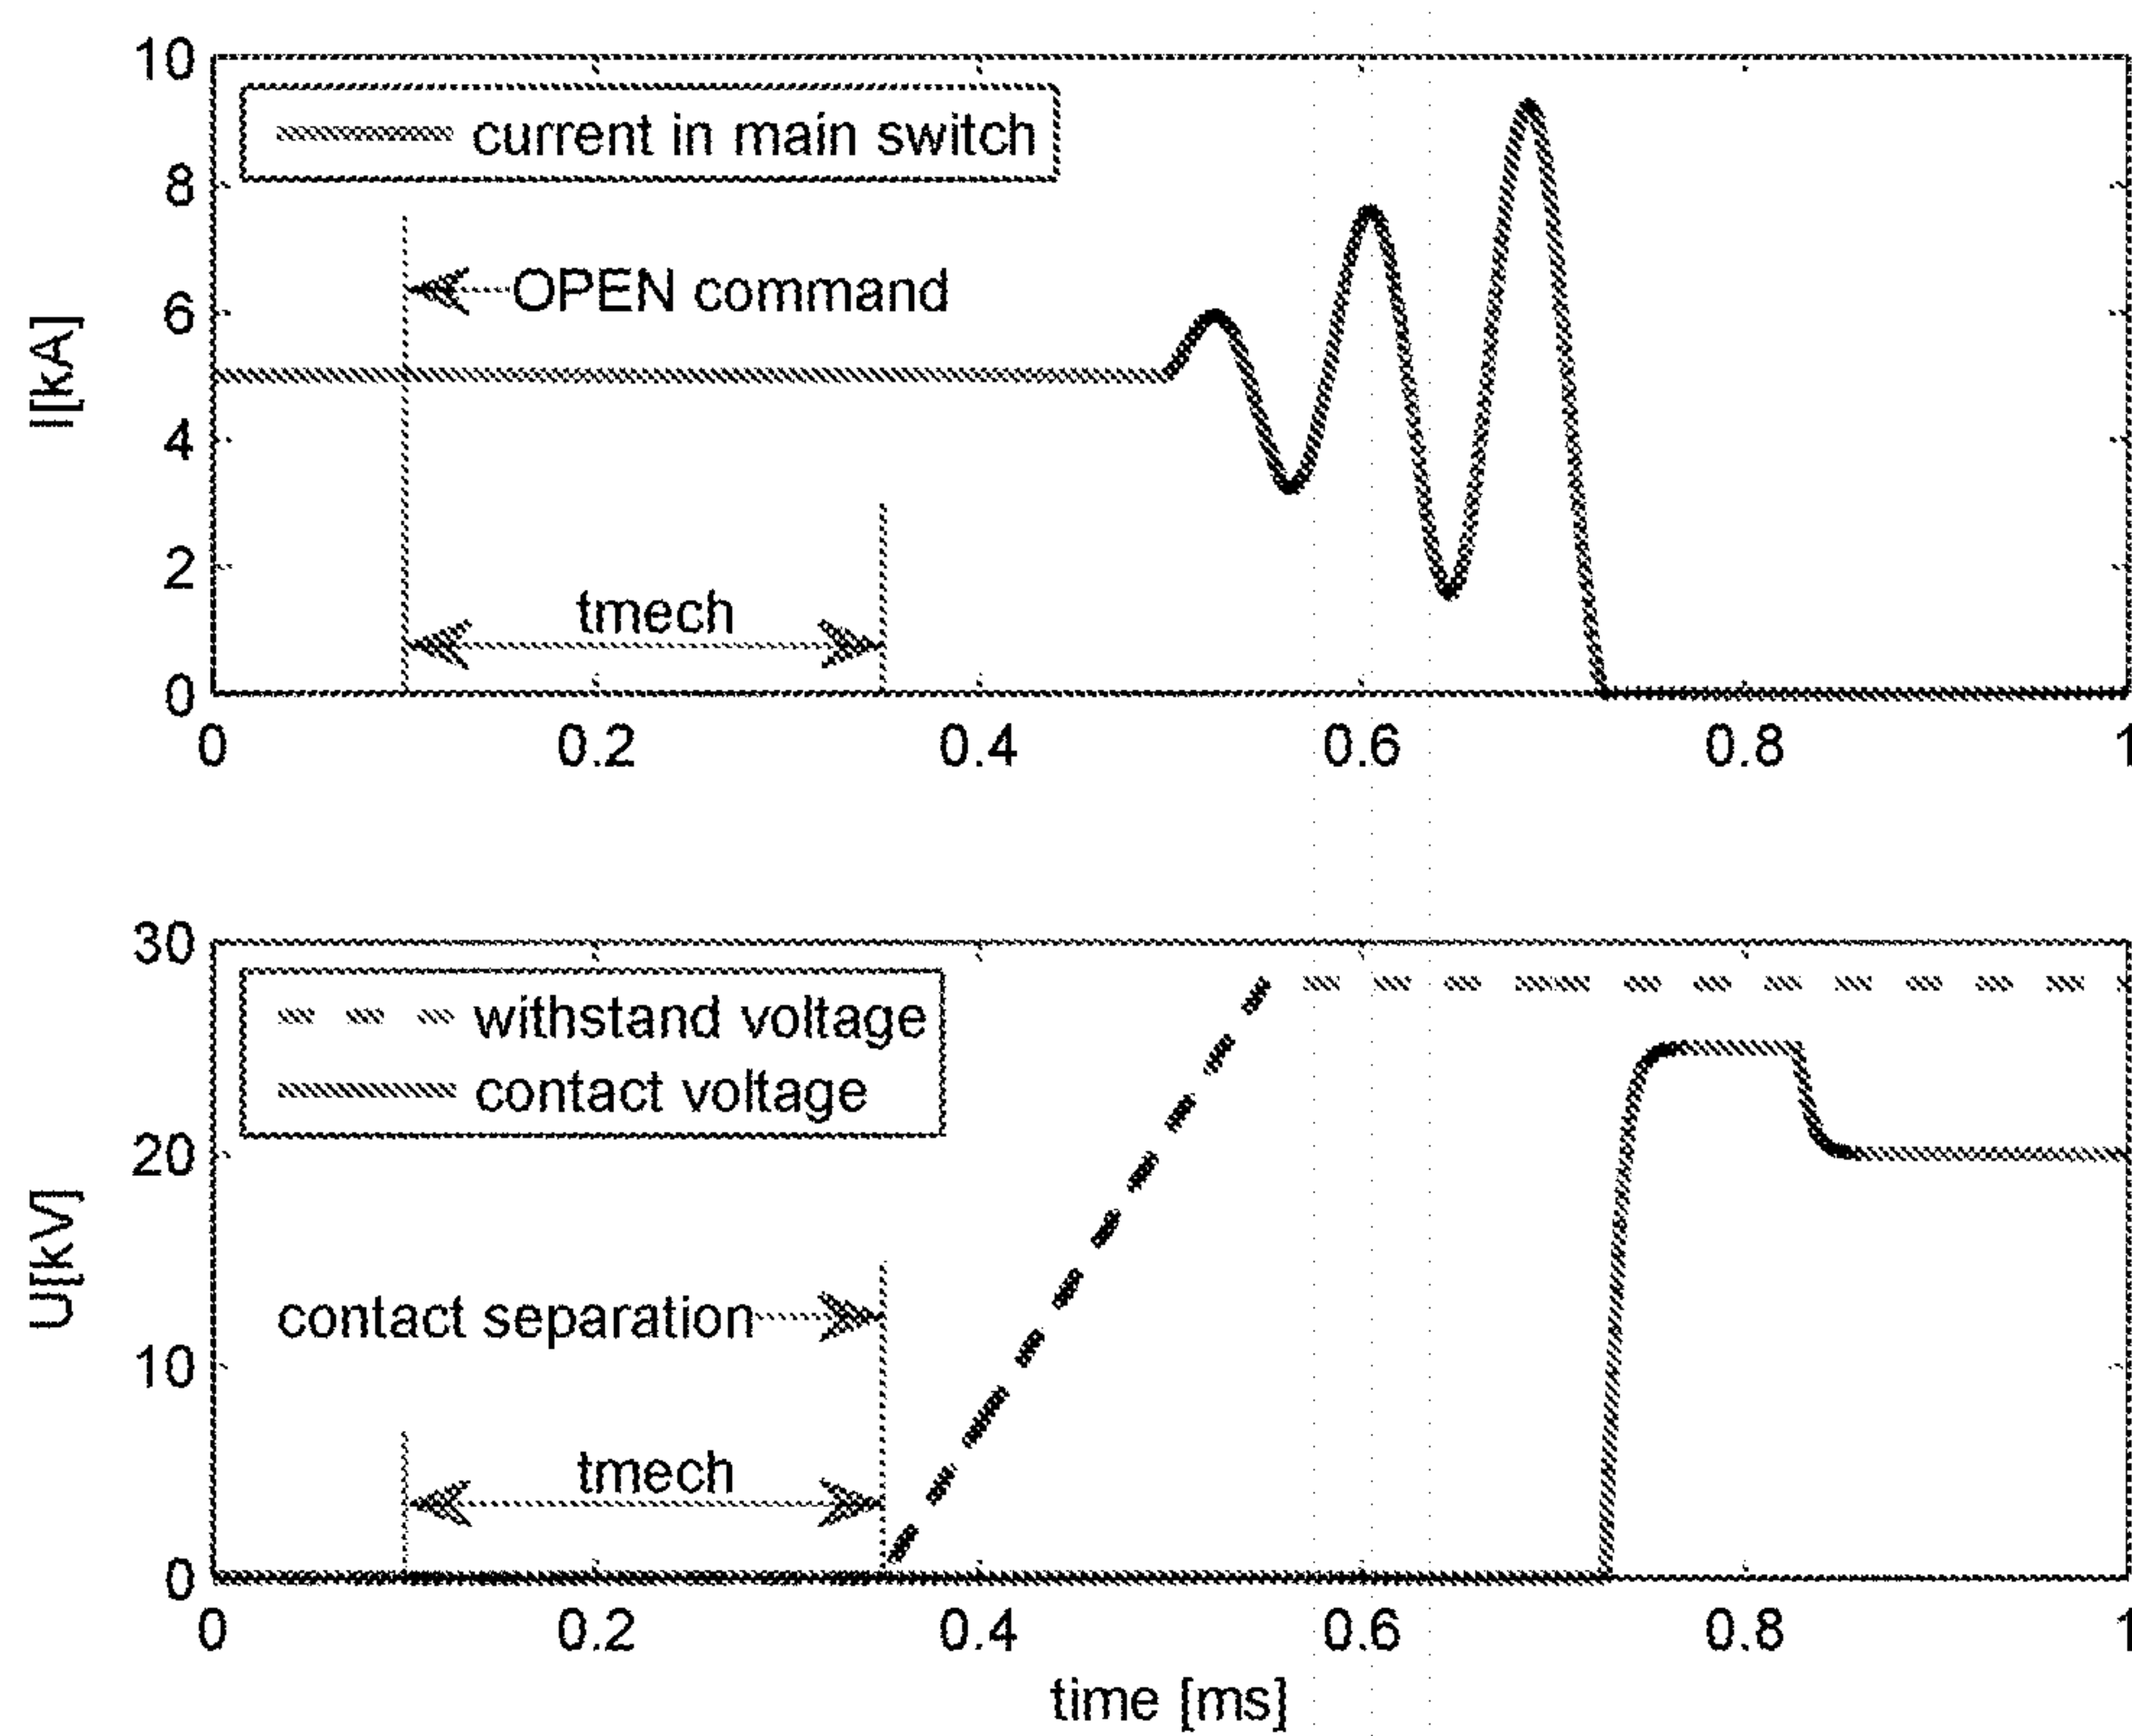 10
current in main switch
8
OPEN command
6
I[kA]
4
2
tmech
0
0 0.2 0.4 0.6 0.8 1
30
withstand voltage
contact voltage
20
U[kV]
contact separation
10
tmech
0
0 0.2 0.4 0.6 0.8 1
time [ms]